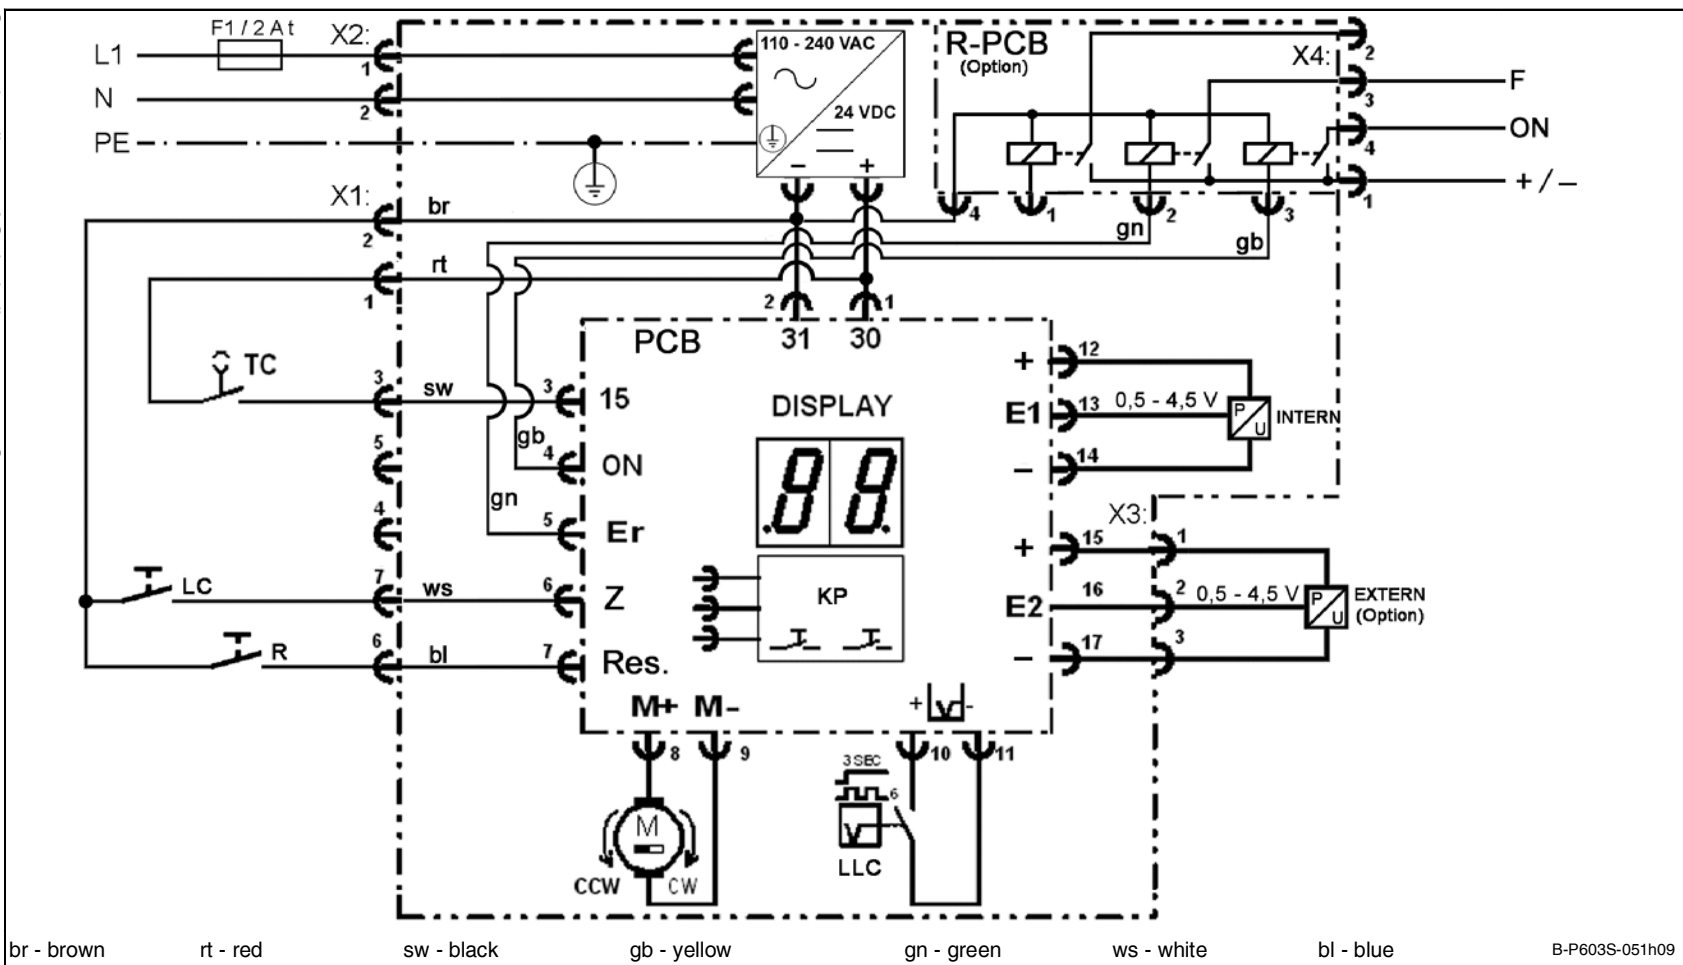 F1 / 2 A t
X2:
L1
1
N
2
PE
110 - 240 VAC
24 VDC
-
+
R-PCB
(Option)
X4:
2
F
3
ON
4
+ / -
1
4
1
2
3
gn
gb
X1:
br
2
rt
1
2
1
31
30
PCB
TC
3
sw
3
15
5
gb
4
ON
4
gn
5
Er
LC
7
ws
6
Z
R
6
bl
7
Res.
DISPLAY
8.8.
KP
+
12
E1
13
0,5 - 4,5 V
P
U
INTERN
-
14
X3:
+
15
1
E2
16
2
0,5 - 4,5 V
P
U
EXTERN
(Option)
-
17
3
M+
M-
+
-
8
9
10
11
M
CCW
CW
3 SEC
6
LLC
br - brown
rt - red
sw - black
gb - yellow
gn - green
ws - white
bl - blue
B-P603S-051h09